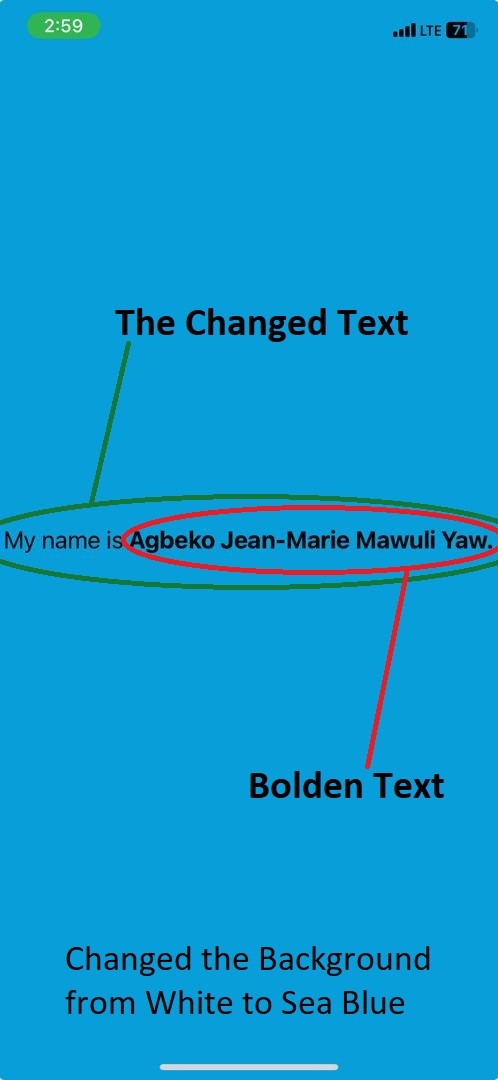 2:59 LTE 71
The Changed Text
My name is Agbeko Jean-Marie Mawuli Yaw.
Bolden Text
Changed the Background
from White to Sea Blue